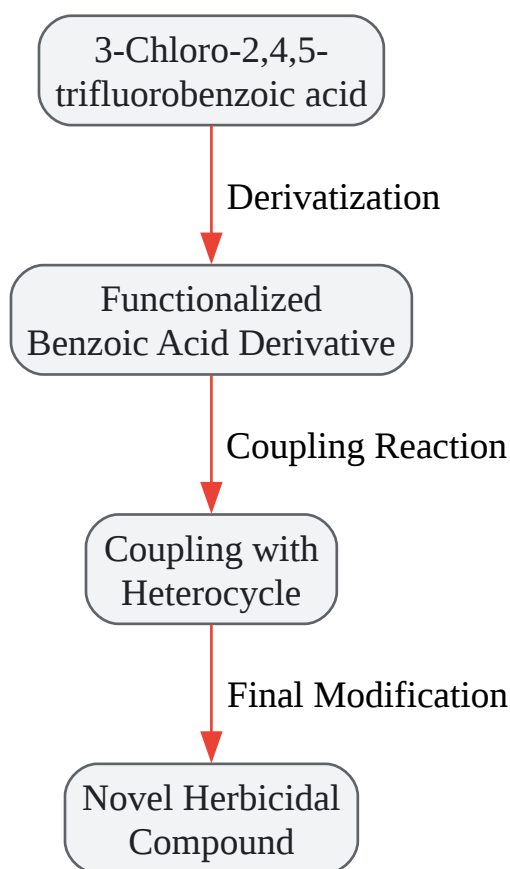 3-Chloro-2,4,5-
trifluorobenzoic acid
Derivatization
Functionalized
Benzoic Acid Derivative
Coupling Reaction
Coupling with
Heterocycle
Final Modification
Novel Herbicidal
Compound